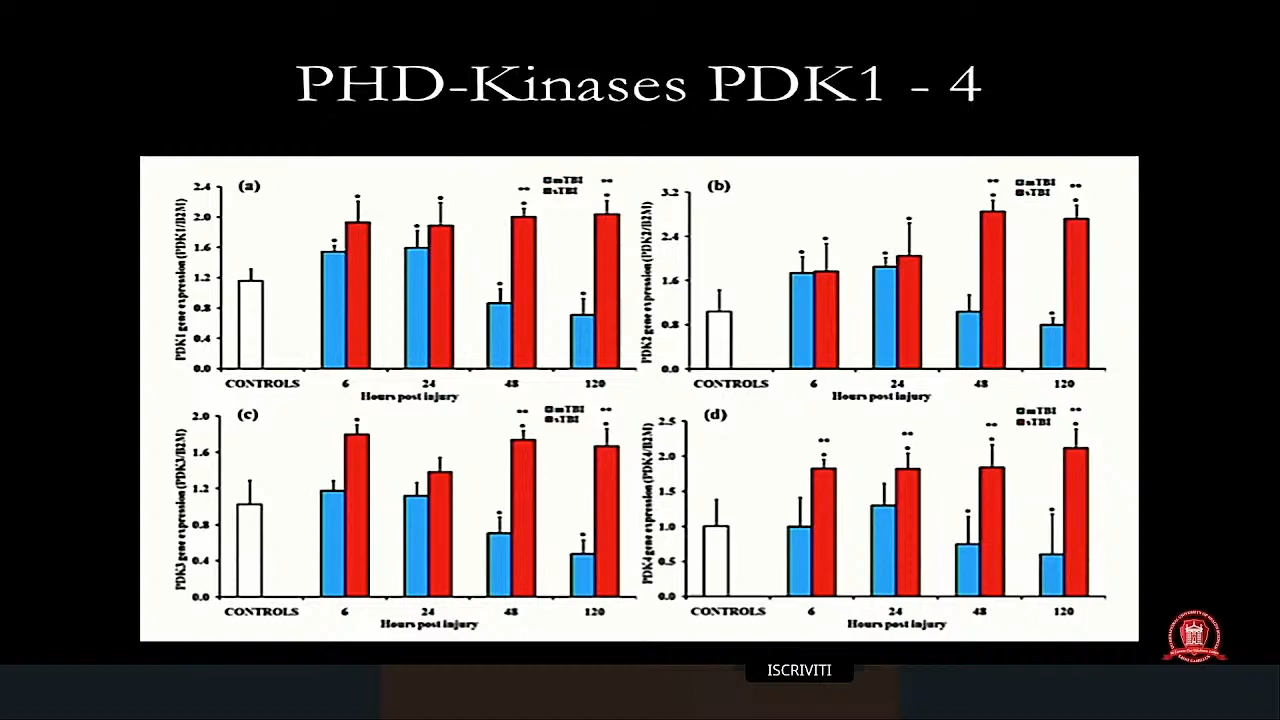 PHD-Kinases PDK1 - 4
(a)
mTBI
sTBI
PDK1 gene expression (PDK1/B2M)
2.4
2.0
1.6
1.2
0.8
0.4
0.0
CONTROLS 6 24 48 120
Hours post injury
(b)
mTBI
sTBI
PDK2 gene expression (PDK2/B2M)
3.2
2.4
1.6
0.8
0.0
CONTROLS 6 24 48 120
Hours post injury
(c)
mTBI
sTBI
PDK3 gene expression (PDK3/B2M)
2.0
1.6
1.2
0.8
0.4
0.0
CONTROLS 6 24 48 120
Hours post injury
(d)
mTBI
sTBI
PDK4 gene expression (PDK4/B2M)
2.5
2.0
1.5
1.0
0.5
0.0
CONTROLS 6 24 48 120
Hours post injury
ISCRIVITI